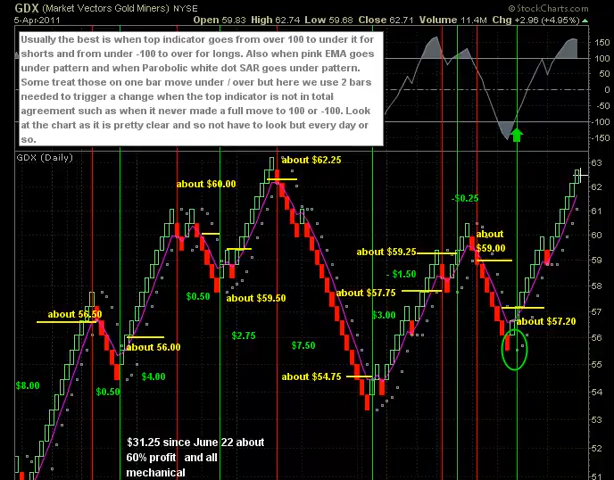 GDX (Market Vectors Gold Miners) NYSE
© StockCharts.com
5-Apr-2011
Open 59.83 High 62.74 Low 59.68 Close 62.71 Volume 11.4M Chg +2.96 (+4.95%)
Usually the best is when top indicator goes from over 100 to under it for
shorts and from under -100 to over for longs. Also when pink EMA goes
under pattern and when Parobolic white dot SAR goes under pattern.
Some treat those on one bar move under / over but here we use 2 bars
needed to trigger a change when the top indicator is not in total
agreement such as when it never made a full move to 100 or -100. Look
at the chart as it is pretty clear and so not have to look but every day or
so.
150
100
50
0
-50
-100
-150
GDX (Daily)
about $62.25
about $60.00
-$0.25
about
$59.00
about $59.25
- $1.50
$0.50
about $59.50
$57.75
about 56.50
$3.00
about $57.20
$2.75
$7.50
about 56.00
about $54.75
$8.00
$4.00
$0.50
$31.25 since June 22 about
60% profit and all
mechanical
63
62
61
60
59
58
57
56
55
54
53
52
51